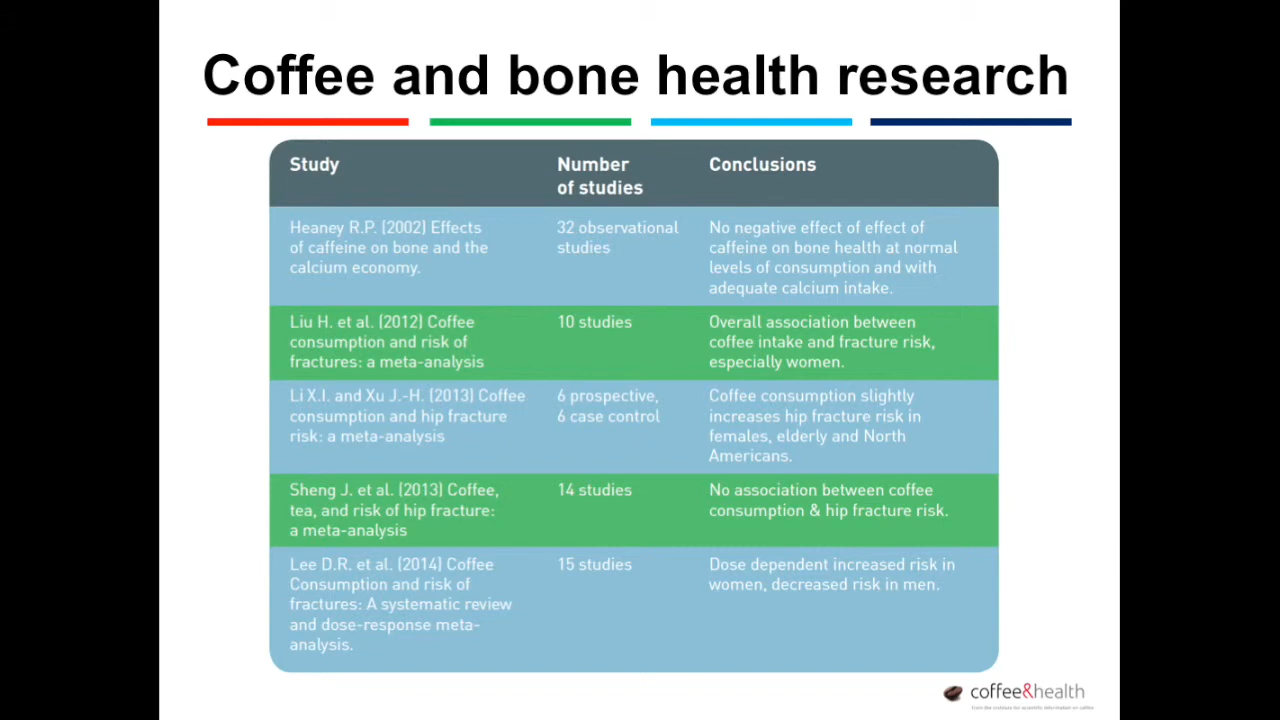 Coffee and bone health research
Study
Number
of studies
Conclusions
Heaney R.P. (2002) Effects
of caffeine on bone and the
calcium economy.
32 observational
studies
No negative effect of effect of
caffeine on bone health at normal
levels of consumption and with
adequate calcium intake.
Liu H. et al. (2012) Coffee
consumption and risk of
fractures: a meta-analysis
10 studies
Overall association between
coffee intake and fracture risk,
especially women.
Li X.I. and Xu J.-H. (2013) Coffee
consumption and hip fracture
risk: a meta-analysis
6 prospective,
6 case control
Coffee consumption slightly
increases hip fracture risk in
females, elderly and North
Americans.
Sheng J. et al. (2013) Coffee,
tea, and risk of hip fracture:
a meta-analysis
14 studies
No association between coffee
consumption & hip fracture risk.
Lee D.R. et al. (2014) Coffee
Consumption and risk of
fractures: A systematic review
and dose-response meta-
analysis.
15 studies
Dose dependent increased risk in
women, decreased risk in men.
coffee&health
from the institute for scientific information on coffee